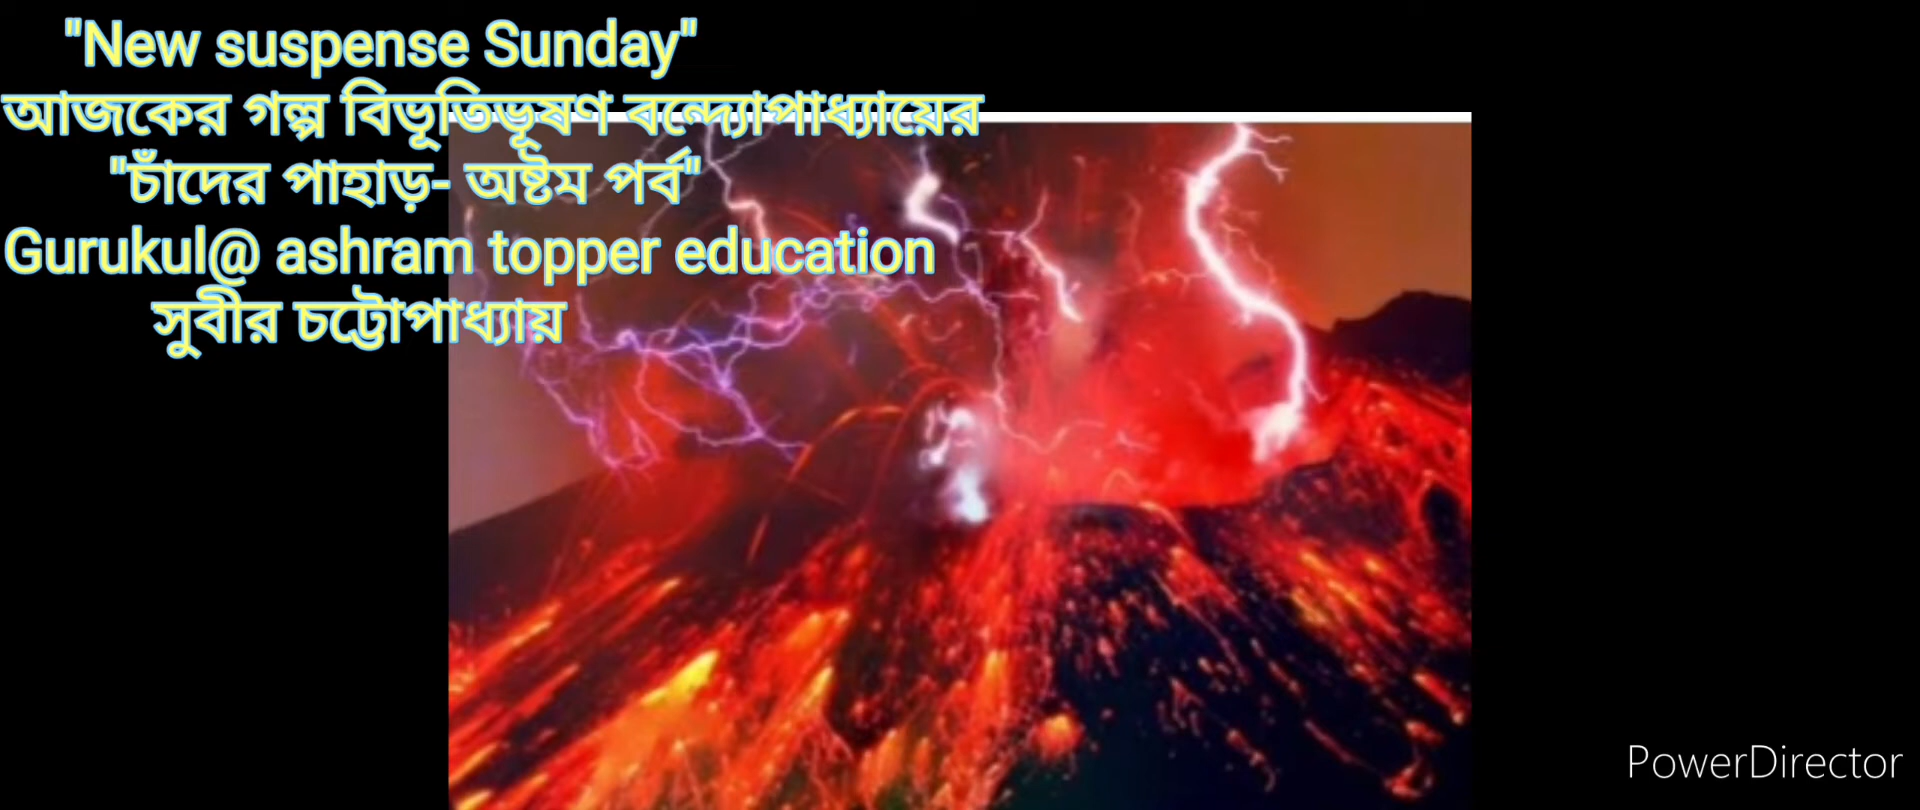 "New suspense Sunday"
আজকের গল্প বিভূতিভূষণ বন্দ্যোপাধ্যায়ের
"চাঁদের পাহাড়- অষ্টম পর্ব"
Gurukul@ ashram topper education
সুবীর চট্টোপাধ্যায়
PowerDirector